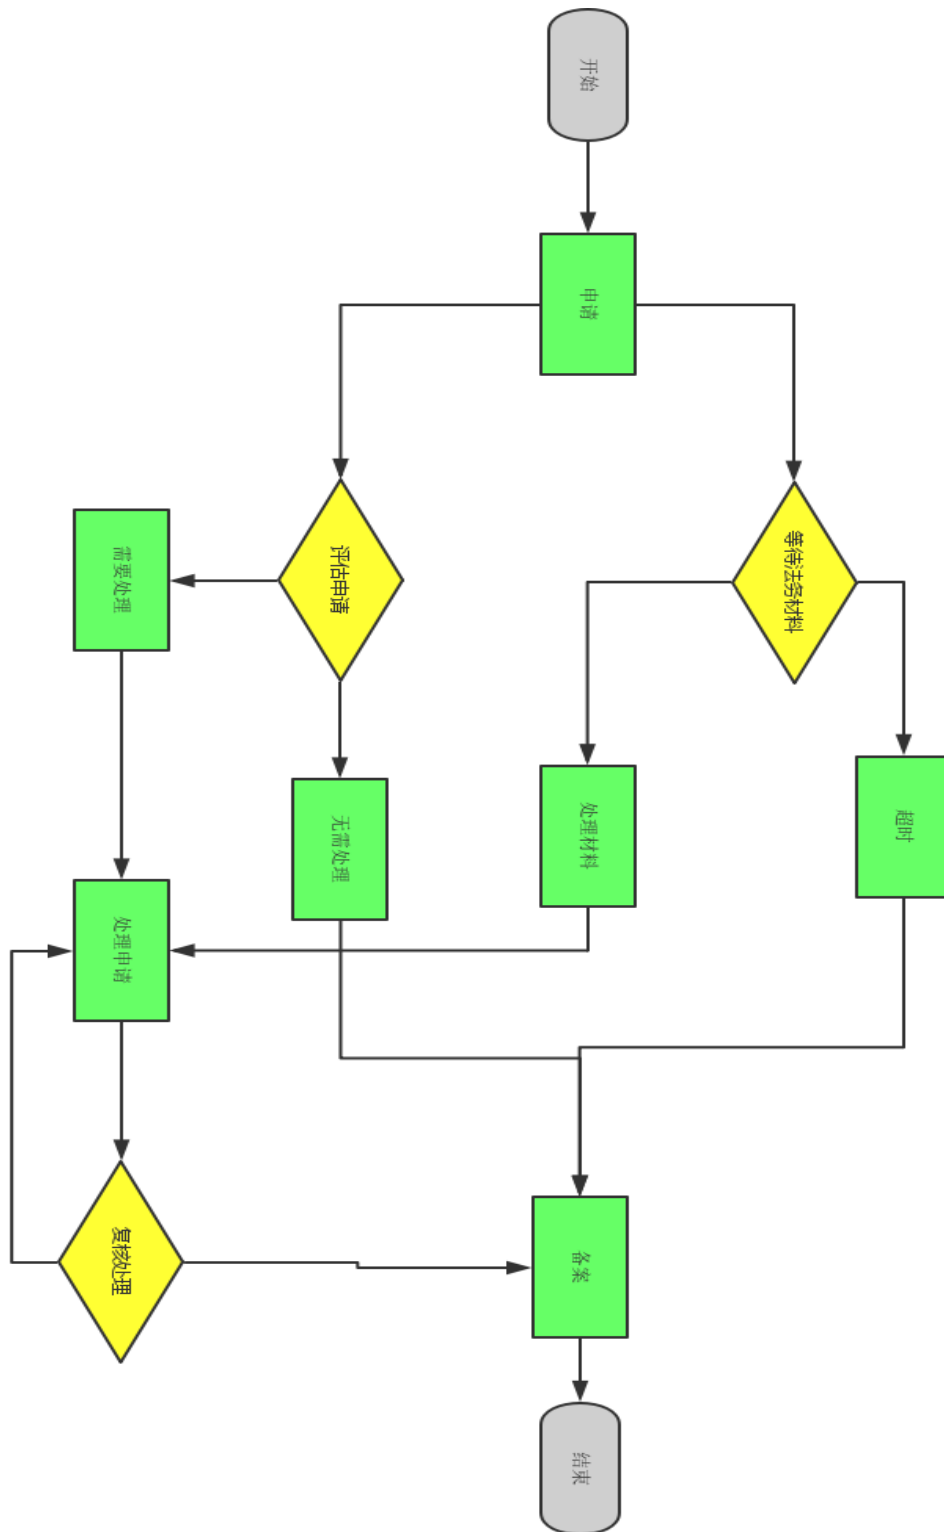 开始
申请
评估申请
等待法务材料
需要处理
无需处理
处理材料
超时
处理申请
复核处理
备案
结束